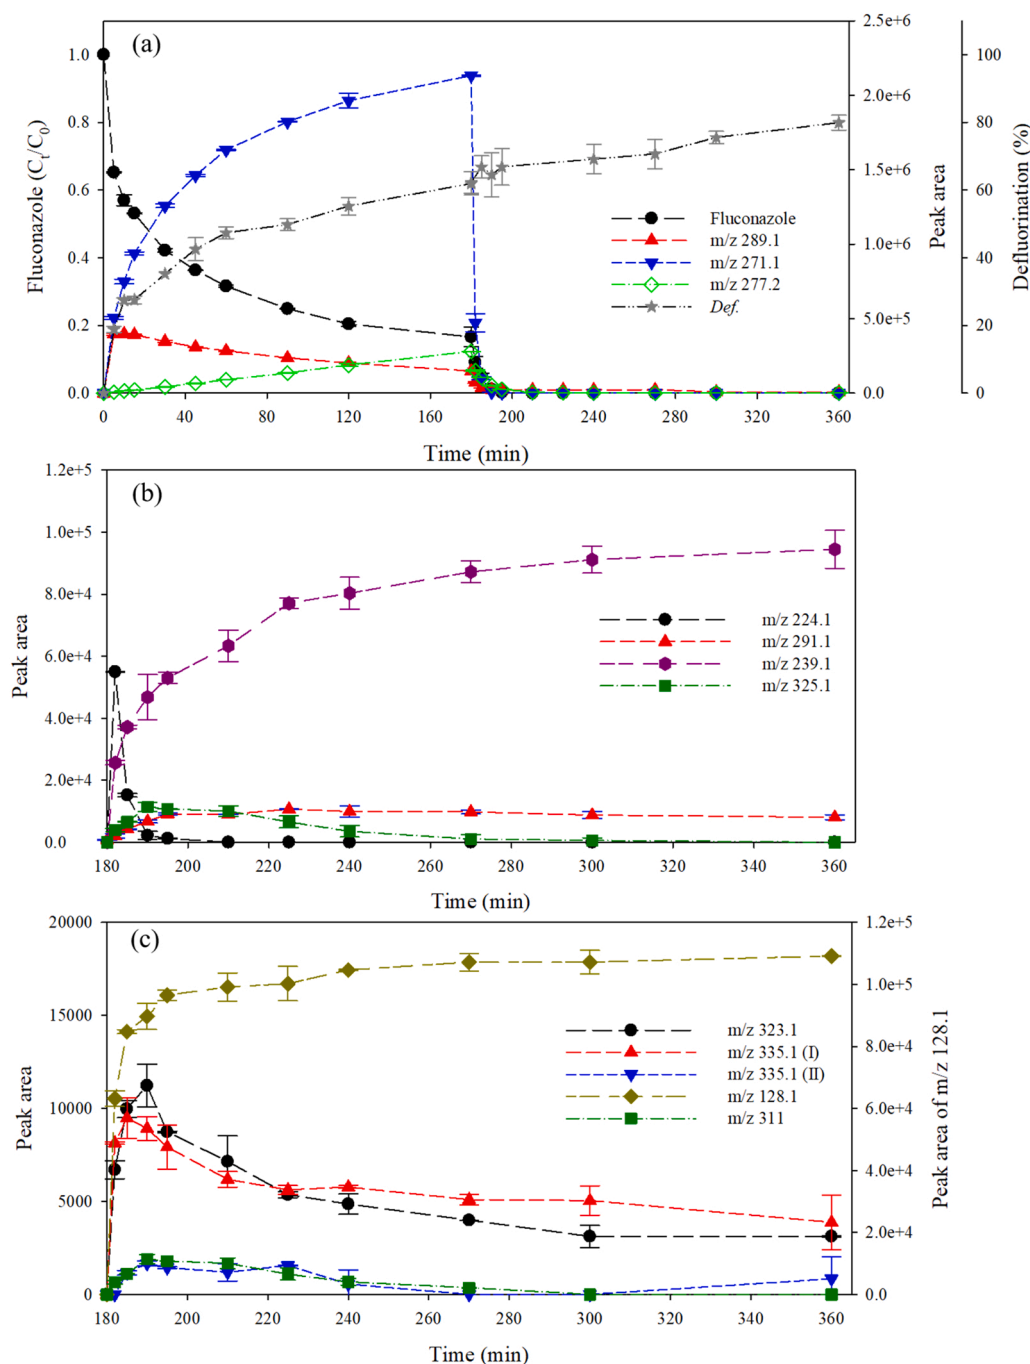 (a)
Fluconazole (Ct/C0)
1.0
0.8
0.6
0.4
0.2
0.0
2.5e+6
2.0e+6
1.5e+6
1.0e+6
5.0e+5
0.0
Peak area
100
80
60
40
20
0
Defluorination (%)
Fluconazole
m/z 289.1
m/z 271.1
m/z 277.2
Def.
0 40 80 120 160 200 240 280 320 360
Time (min)
(b)
Peak area
1.2e+5
1.0e+5
8.0e+4
6.0e+4
4.0e+4
2.0e+4
0.0
m/z 224.1
m/z 291.1
m/z 239.1
m/z 325.1
180 200 220 240 260 280 300 320 340 360
Time (min)
(c)
Peak area
20000
15000
10000
5000
0
1.2e+5
1.0e+5
8.0e+4
6.0e+4
4.0e+4
2.0e+4
0.0
Peak area of m/z 128.1
m/z 323.1
m/z 335.1 (I)
m/z 335.1 (II)
m/z 128.1
m/z 311
180 200 220 240 260 280 300 320 340 360
Time (min)